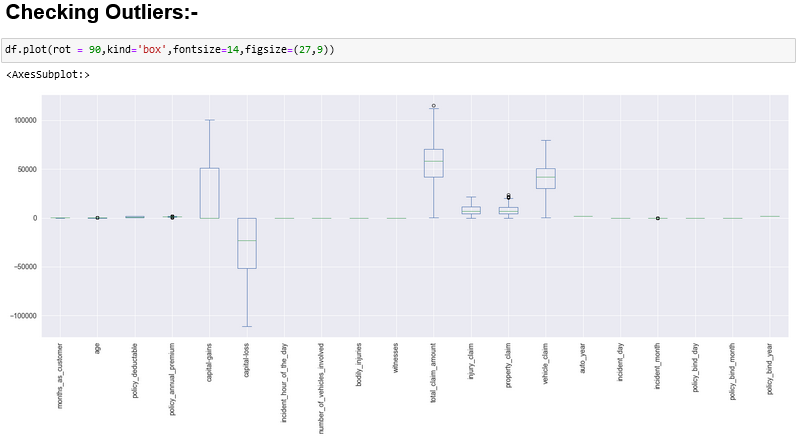 Checking Outliers:-
df.plot(rot = 90,kind='box',fontsize=14,figsize=(27,9))
<AxesSubplot:>
100000
50000
0
−50000
−100000
months_as_customer
age
policy_deductable
policy_annual_premium
capital-gains
capital-loss
incident_hour_of_the_day
number_of_vehicles_involved
bodily_injuries
witnesses
total_claim_amount
injury_claim
property_claim
vehicle_claim
auto_year
incident_day
incident_month
policy_bind_day
policy_bind_month
policy_bind_year